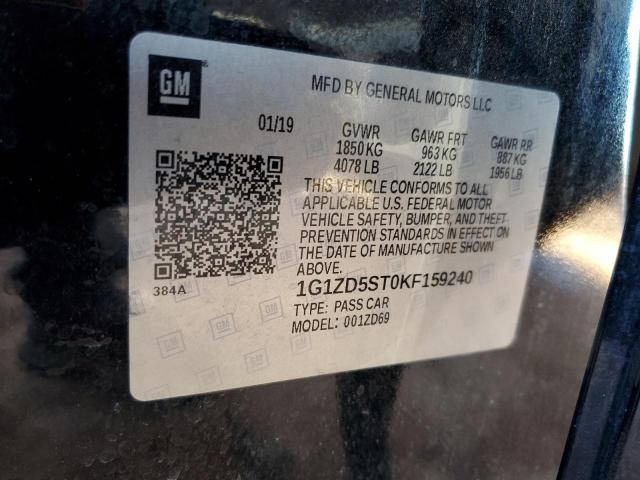 GM
MFD BY GENERAL MOTORS LLC
01/19 GVWR GAWR FRT GAWR RR
1850 KG 963 KG 887 KG
4078 LB 2122 LB 1956 LB
THIS VEHICLE CONFORMS TO ALL
APPLICABLE U.S. FEDERAL MOTOR
VEHICLE SAFETY, BUMPER, AND THEFT
PREVENTION STANDARDS IN EFFECT ON
THE DATE OF MANUFACTURE SHOWN
ABOVE.
384A
1G1ZD5ST0KF159240
TYPE: PASS CAR
MODEL: 001ZD69